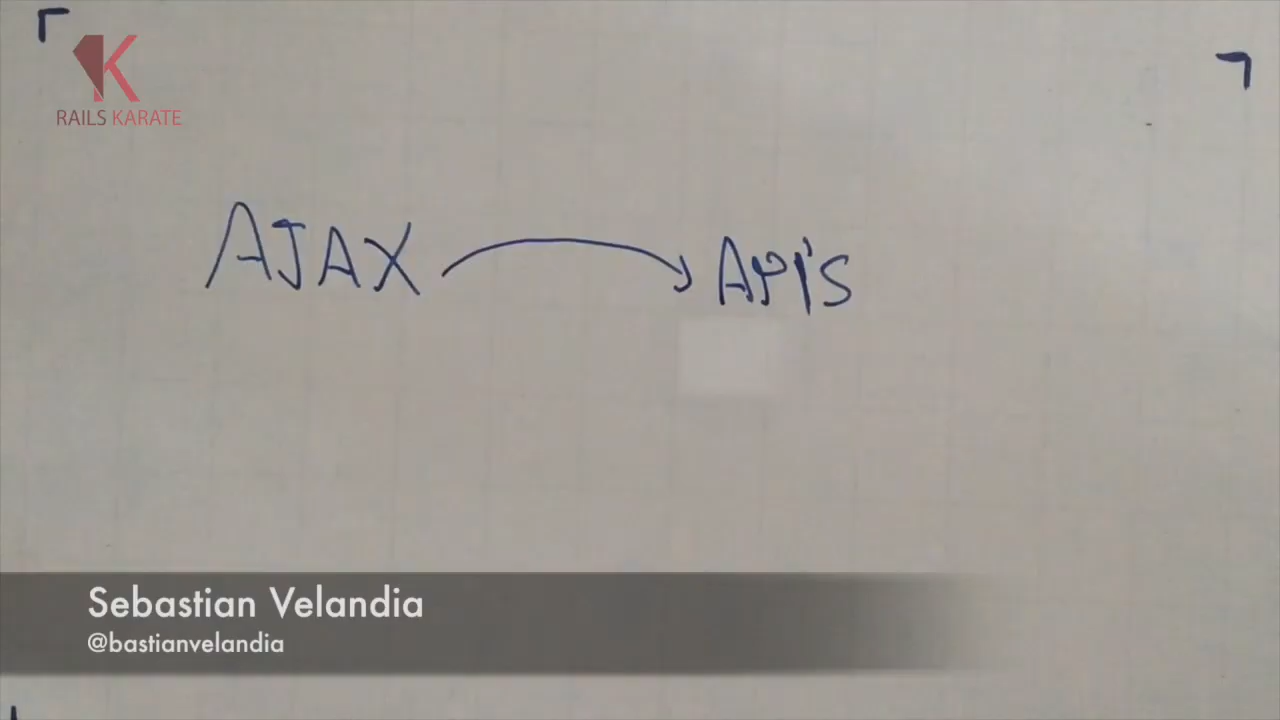 RAILS KARATE
AJAX API'S
Sebastian Velandia
@bastianvelandia